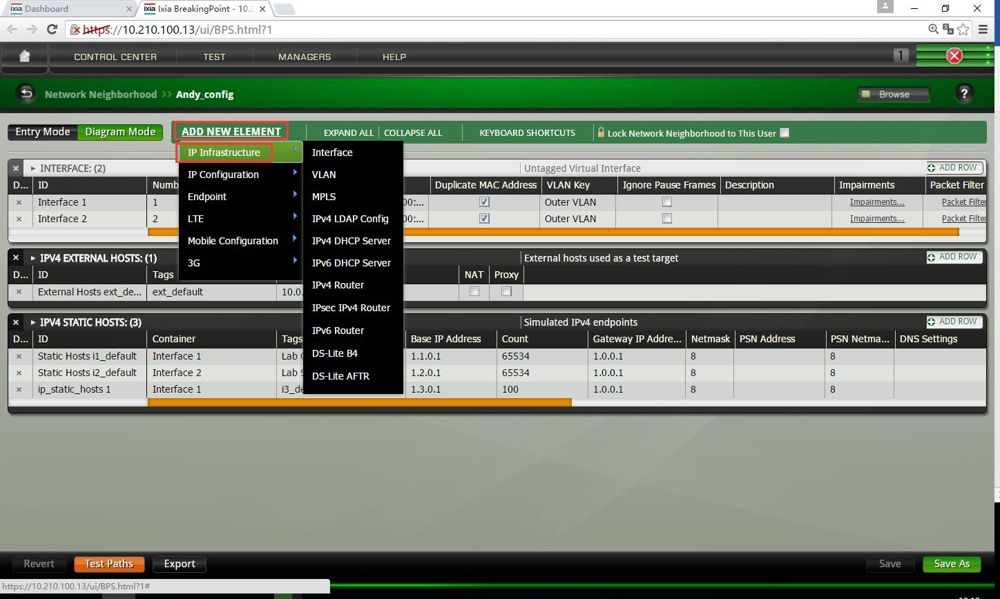 ixia Dashboard × ixia Ixia BreakingPoint - 10.2 ×
https://10.210.100.13/ui/BPS.html?1
CONTROL CENTER TEST MANAGERS HELP 1
Network Neighborhood >> Andy_config Browse ?
Entry Mode Diagram Mode ADD NEW ELEMENT EXPAND ALL COLLAPSE ALL KEYBOARD SHORTCUTS Lock Network Neighborhood to This User
IP Infrastructure
IP Configuration
Endpoint
LTE
Mobile Configuration
3G
Interface
VLAN
MPLS
IPv4 LDAP Config
IPv4 DHCP Server
IPv6 DHCP Server
IPv4 Router
IPsec IPv4 Router
IPv6 Router
DS-Lite B4
DS-Lite AFTR
INTERFACE: (2) Untagged Virtual Interface ADD ROW
D... ID Numb Duplicate MAC Address VLAN Key Ignore Pause Frames Description Impairments Packet Filter
Interface 1 1 00:... Outer VLAN Impairments... Packet Filter
Interface 2 2 00:... Outer VLAN Impairments... Packet Filter
IPV4 EXTERNAL HOSTS: (1) External hosts used as a test target ADD ROW
D... ID Tags NAT Proxy
External Hosts ext_de... ext_default 10.0.
IPV4 STATIC HOSTS: (3) Simulated IPv4 endpoints ADD ROW
D... ID Container Tags Base IP Address Count Gateway IP Addre... Netmask PSN Address PSN Netma... DNS Settings
Static Hosts i1_default Interface 1 Lab 1.1.0.1 65534 1.0.0.1 8 8
Static Hosts i2_default Interface 2 Lab 1.2.0.1 65534 1.0.0.1 8 8
ip_static_hosts 1 Interface 1 i3_de 1.3.0.1 100 1.0.0.1 8 8
Revert Test Paths Export Save Save As
https://10.210.100.13/ui/BPS.html?1#